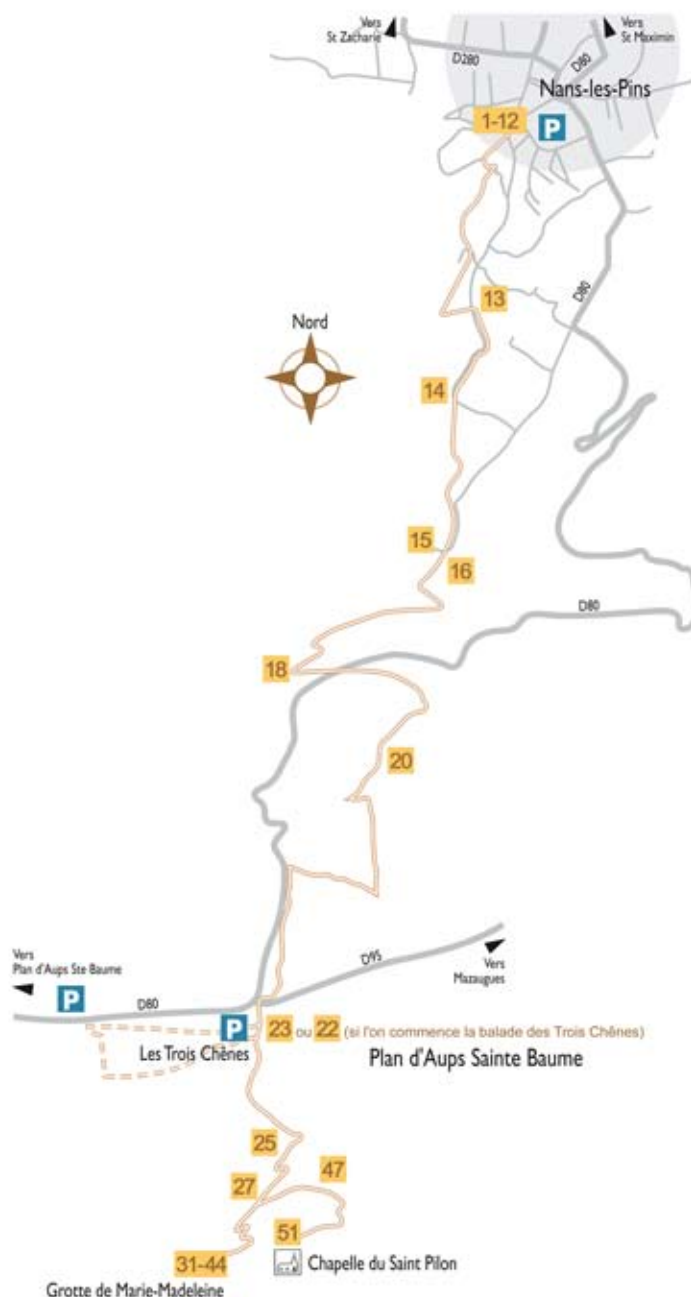 Vers
St Zacharie
Vers
St Maximin
D280
D80
Nans-les-Pins
1-12
P
D80
13
Nord
14
15
16
D80
18
20
Vers
Plan d'Aups Ste Baume
D95
Vers
Mazaugues
P
D80
P
23 ou 22 (si l'on commence la balade des Trois Chênes)
Les Trois Chênes
Plan d'Aups Sainte Baume
25
27
47
51
31-44
Chapelle du Saint Pilon
Grotte de Marie-Madeleine